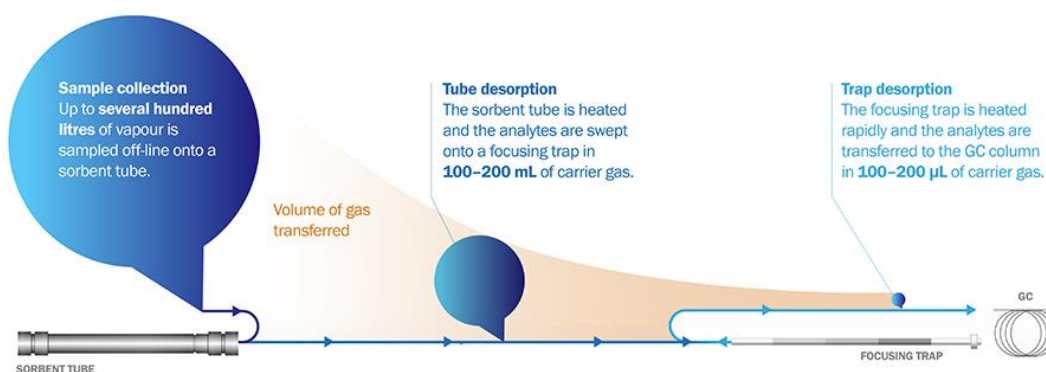 Sample collection
Up to several hundred
litres of vapour is
sampled off-line onto a
sorbent tube.
Tube desorption
The sorbent tube is heated
and the analytes are swept
onto a focusing trap in
100–200 mL of carrier gas.
Trap desorption
The focusing trap is heated
rapidly and the analytes are
transferred to the GC column
in 100–200 µL of carrier gas.
Volume of gas
transferred
GC
FOCUSING TRAP
SORBENT TUBE